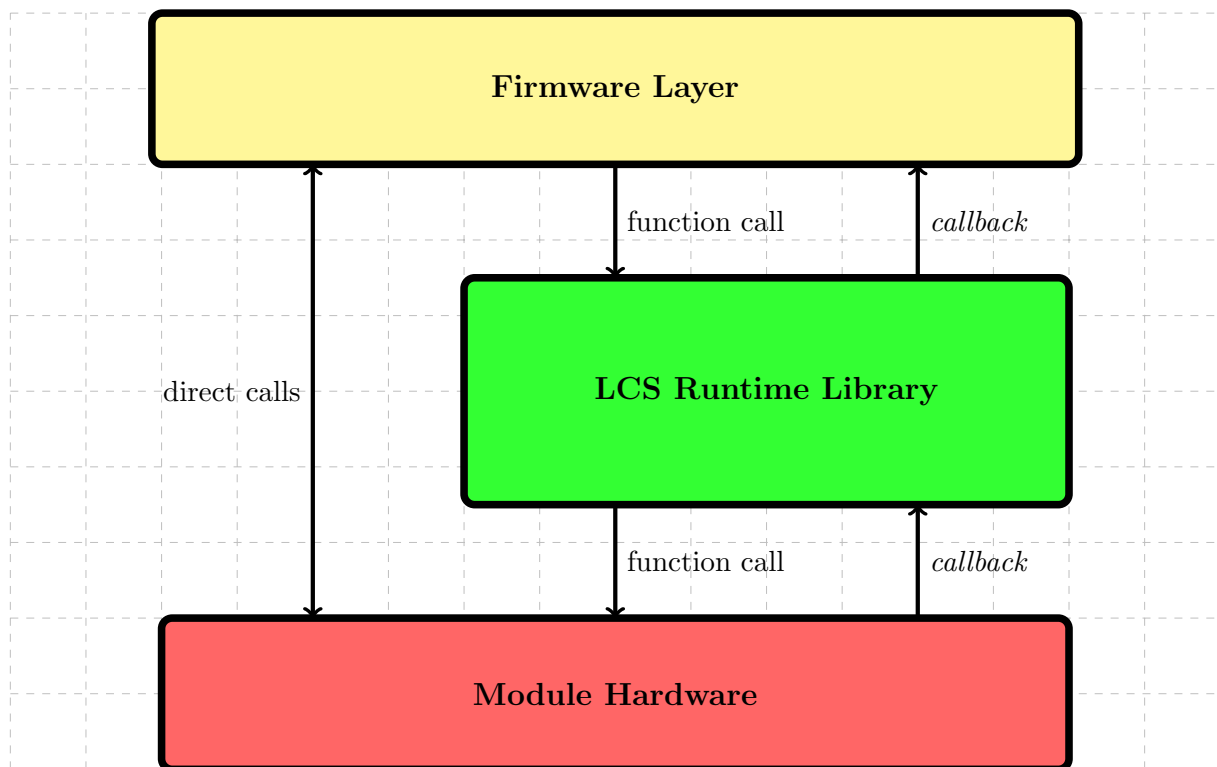 Firmware Layer
function call
callback
direct calls
LCS Runtime Library
function call
callback
Module Hardware